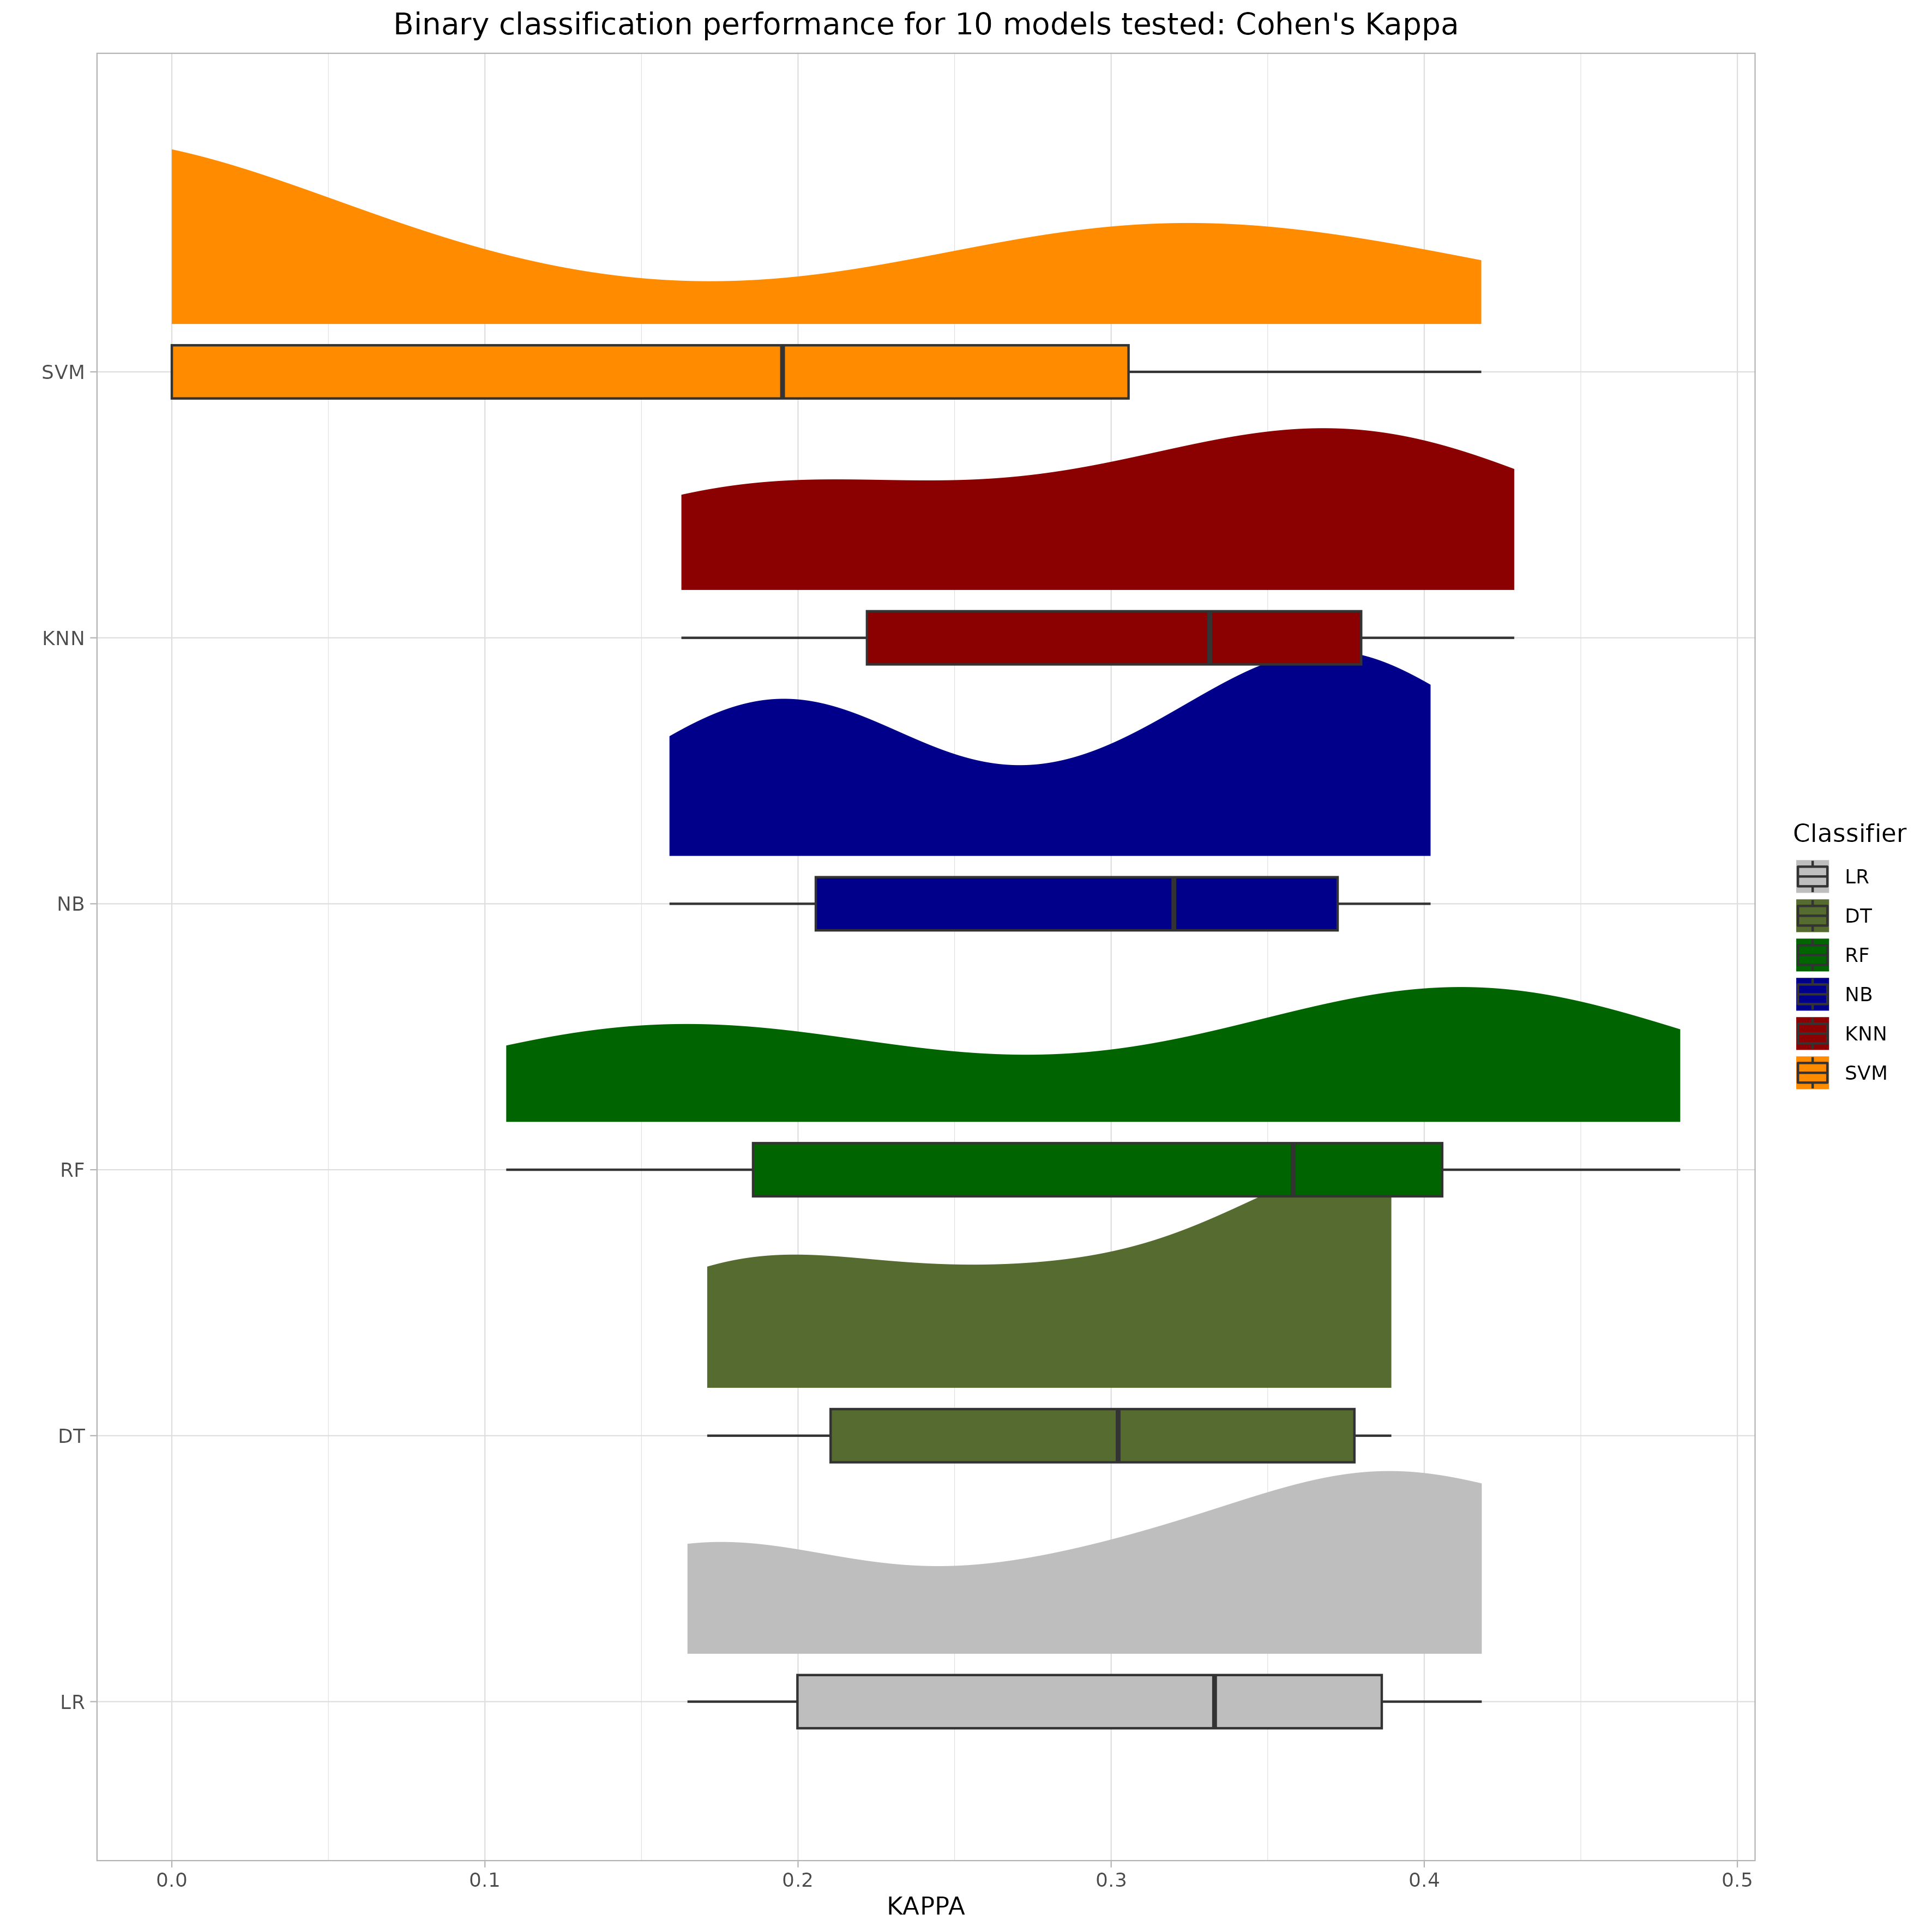 Binary classification performance for 10 models tested: Cohen's Kappa
SVM
KNN
NB
RF
DT
LR
0.0 0.1 0.2 0.3 0.4 0.5
KAPPA
Classifier
LR
DT
RF
NB
KNN
SVM